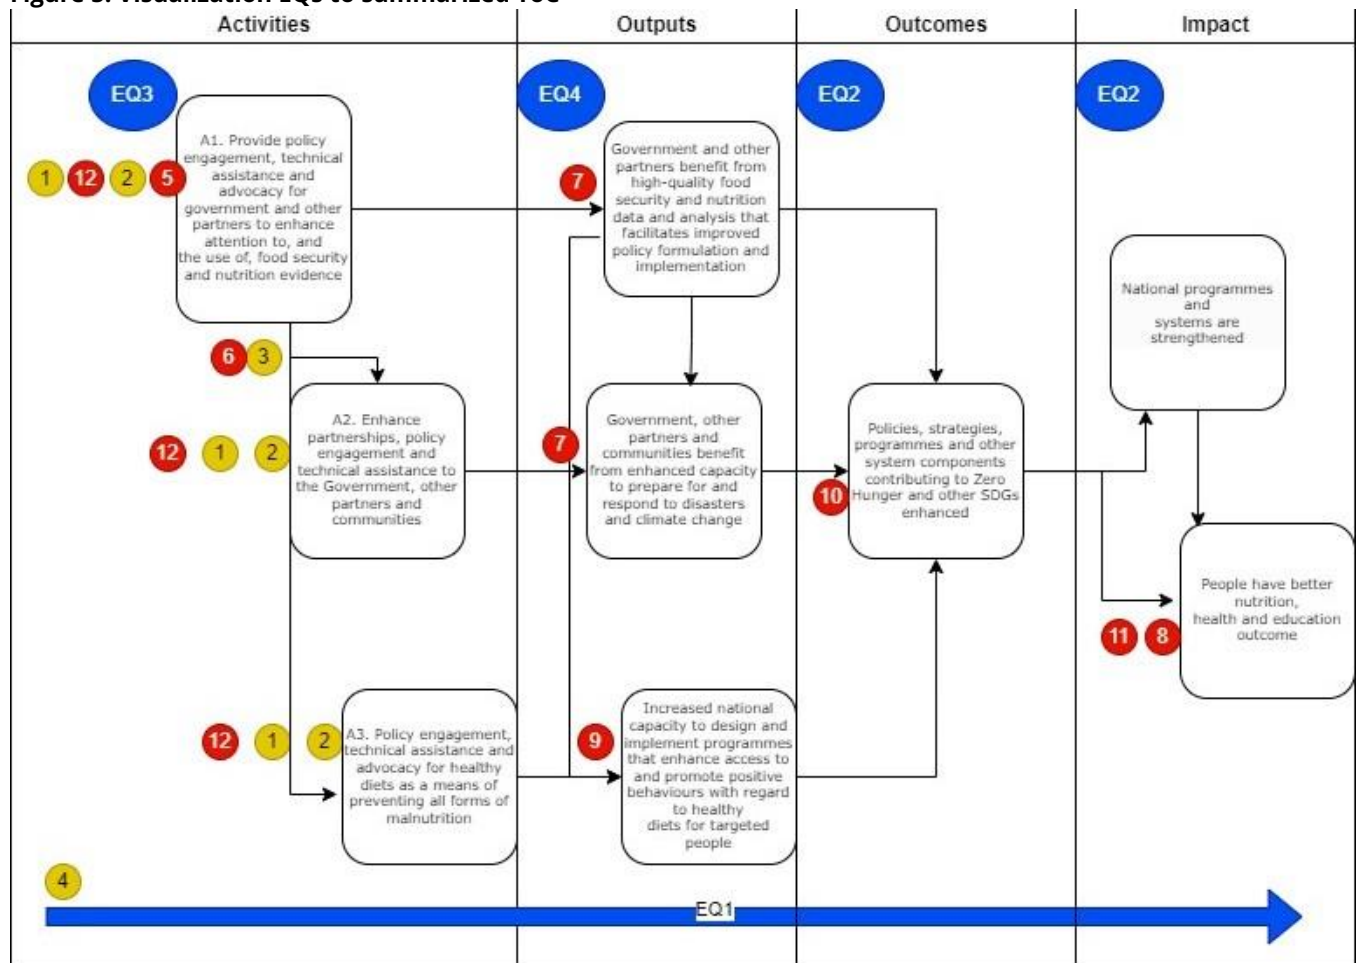 Figure 3. Visualization EQs to summarized ToC
Activities
Outputs
Outcomes
Impact
EQ3
EQ4
EQ2
EQ2
A1. Provide policy
engagement, technical
assistance and
advocacy for
government and other
partners to enhance
attention to, and
the use of, food security
and nutrition evidence
1
12
2
5
7
Government and other
partners benefit from
high-quality food
security and nutrition
data and analysis that
facilitates improved
policy formulation and
implementation
National programmes
and
systems are
strengthened
6
3
12
1
2
A2. Enhance
partnerships, policy
engagement and
technical assistance to
the Government, other
partners and
communities
7
Government, other
partners and
communities benefit
from enhanced capacity
to prepare for and
respond to disasters
and climate change
10
Policies, strategies,
programmes and other
system components
contributing to Zero
Hunger and other SDGs
enhanced
11
8
People have better
nutrition,
health and education
outcome
12
1
2
A3. Policy engagement,
technical assistance and
advocacy for healthy
diets as a means of
preventing all forms of
malnutrition
9
Increased national
capacity to design and
implement programmes
that enhance access to
and promote positive
behaviours with regard
to healthy
diets for targeted
people
4
EQ1